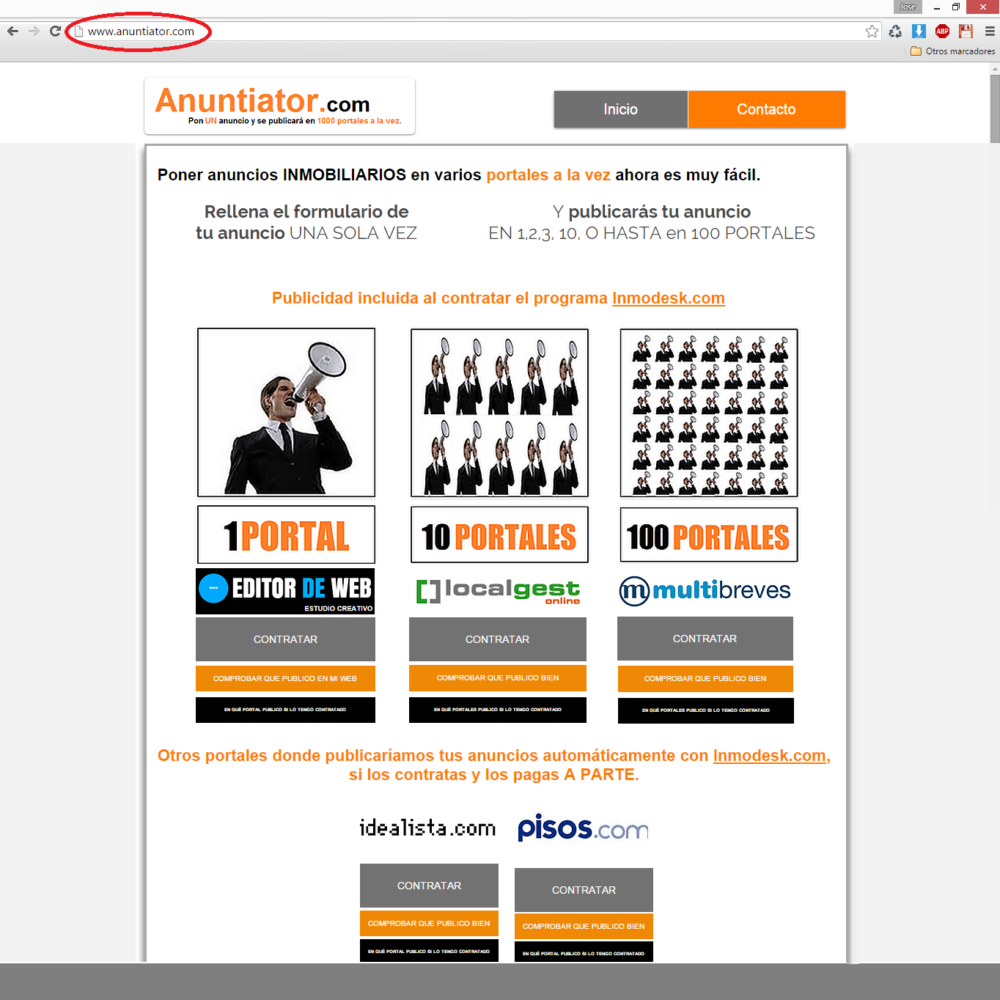 Jose
www.anuntiator.com
ABP
Otros marcadores
Anuntiator.com
Pon UN anuncio y se publicará en 1000 portales a la vez.
Inicio
Contacto
Poner anuncios INMOBILIARIOS en varios portales a la vez ahora es muy fácil.
Rellena el formulario de
tu anuncio UNA SOLA VEZ
Y publicarás tu anuncio
EN 1,2,3, 10, O HASTA en 100 PORTALES
Publicidad incluida al contratar el programa Inmodesk.com
1 PORTAL
10 PORTALES
100 PORTALES
EDITOR DE WEB
ESTUDIO CREATIVO
localgest
online
m multibreves
CONTRATAR
CONTRATAR
CONTRATAR
COMPROBAR QUE PUBLICO EN MI WEB
COMPROBAR QUE PUBLICO BIEN
COMPROBAR QUE PUBLICO BIEN
EN QUÉ PORTAL PUBLICO SI LO TENGO CONTRATADO
EN QUÉ PORTALES PUBLICO SI LO TENGO CONTRATADO
EN QUÉ PORTALES PUBLICO SI LO TENGO CONTRATADO
Otros portales donde publicaríamos tus anuncios automáticamente con Inmodesk.com,
si los contratas y los pagas A PARTE.
idealista.com
pisos.com
CONTRATAR
CONTRATAR
COMPROBAR QUE PUBLICO BIEN
COMPROBAR QUE PUBLICO BIEN
EN QUÉ PORTAL PUBLICO SI LO TENGO CONTRATADO
EN QUÉ PORTAL PUBLICO SI LO TENGO CONTRATADO